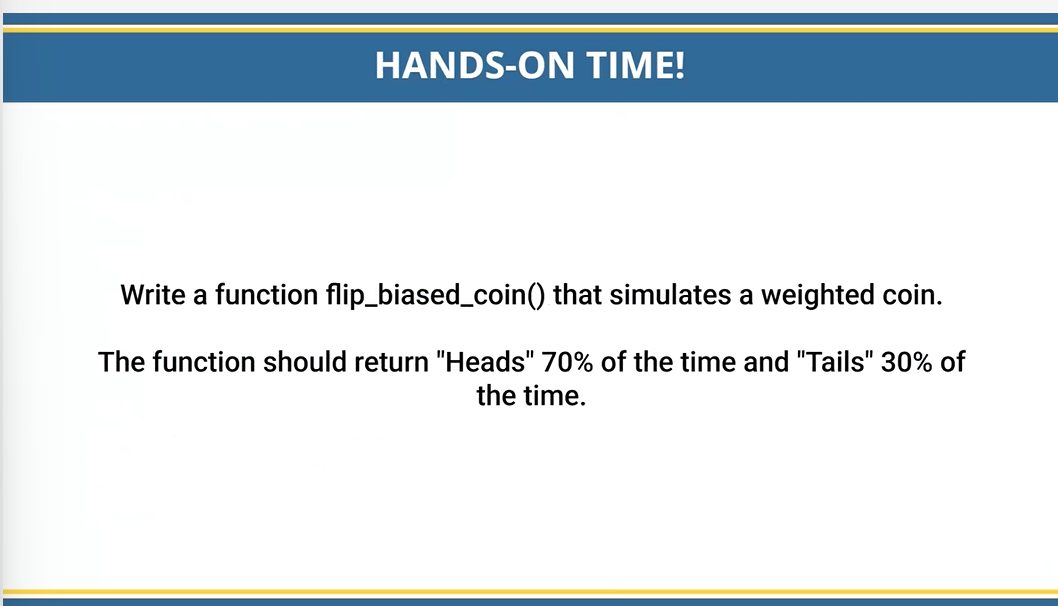 HANDS-ON TIME!
Write a function flip_biased_coin() that simulates a weighted coin.
The function should return "Heads" 70% of the time and "Tails" 30% of
the time.